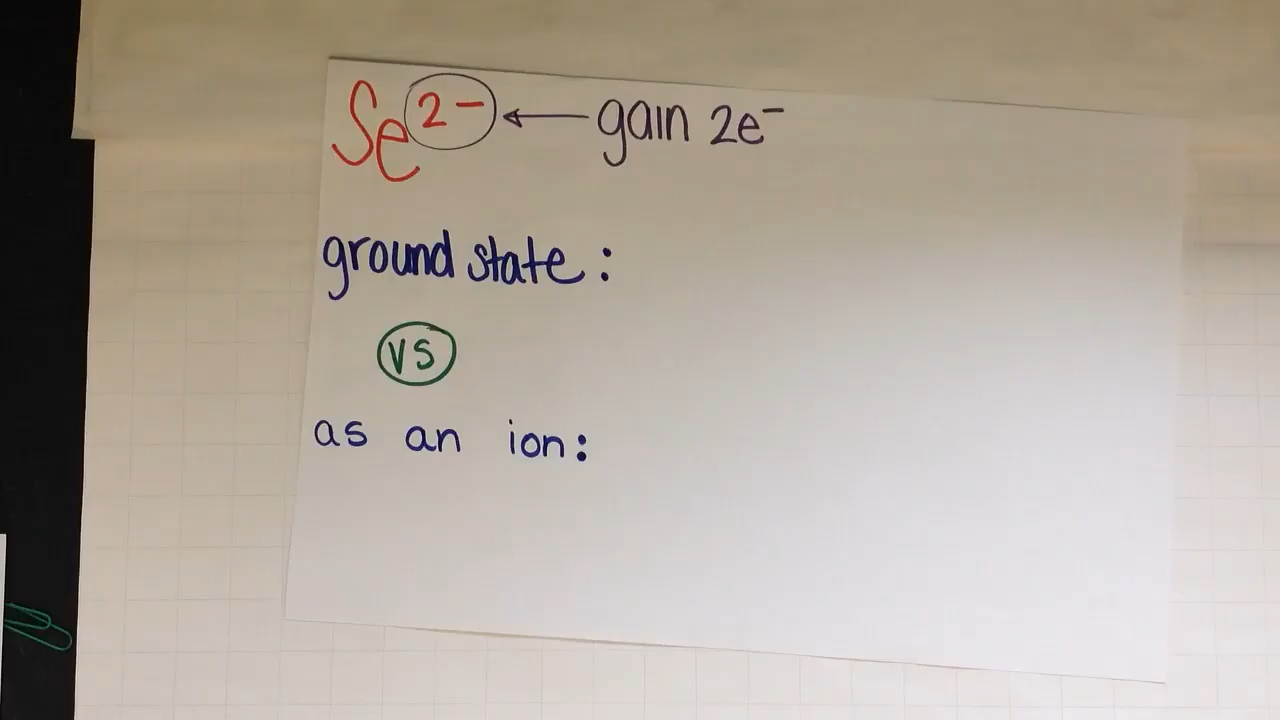 Se²⁻ ← gain 2e⁻
ground state:
vs
as an ion: